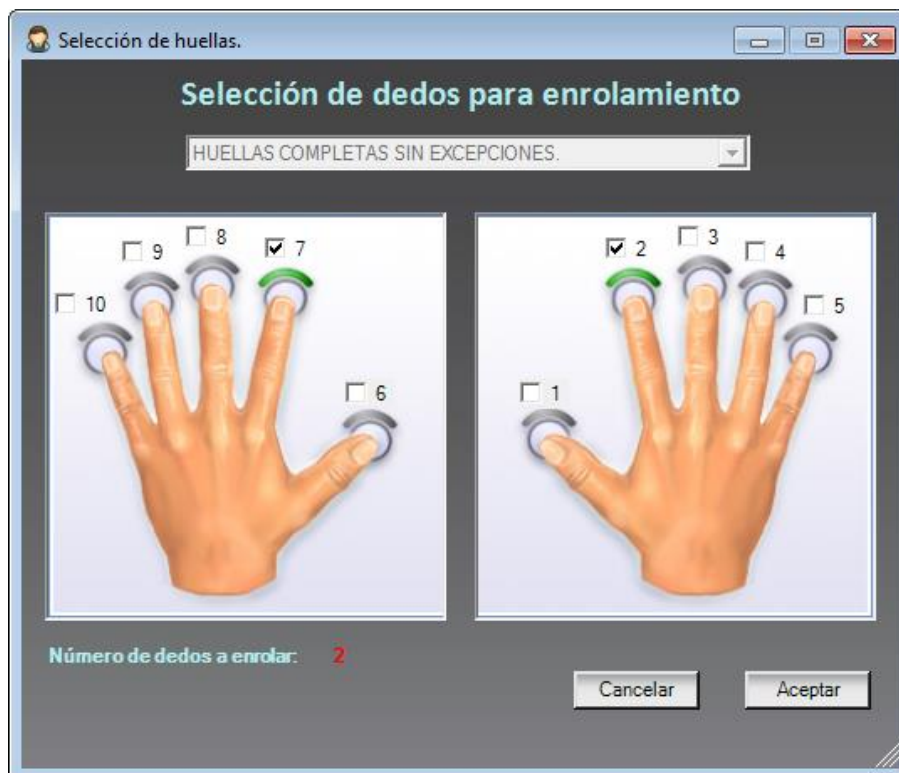 Selección de huellas.
Selección de dedos para enrolamiento
HUELLAS COMPLETAS SIN EXCEPCIONES.
10
9
8
7
6
1
2
3
4
5
Número de dedos a enrolar: 2
Cancelar
Aceptar